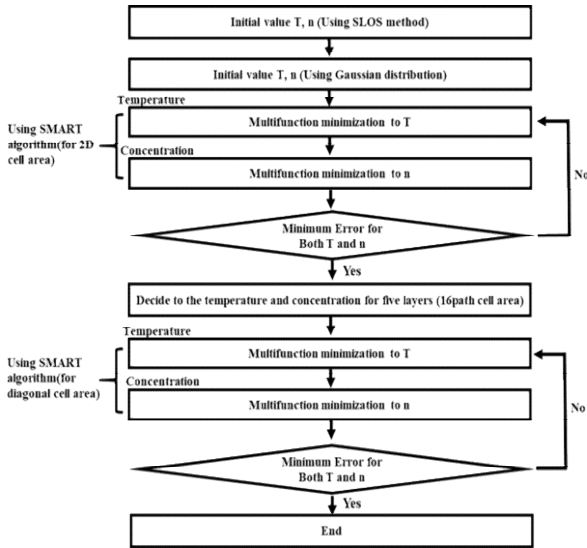 Initial value T, n (Using SLOS method)
Initial value T, n (Using Gaussian distribution)
Temperature
Multifunction minimization to T
Using SMART
algorithm(for 2D
cell area)
Concentration
Multifunction minimization to n
No
Minimum Error for
Both T and n
Yes
Decide to the temperature and concentration for five layers (16path cell area)
Temperature
Multifunction minimization to T
Using SMART
algorithm(for
diagonal cell area)
Concentration
Multifunction minimization to n
No
Minimum Error for
Both T and n
Yes
End